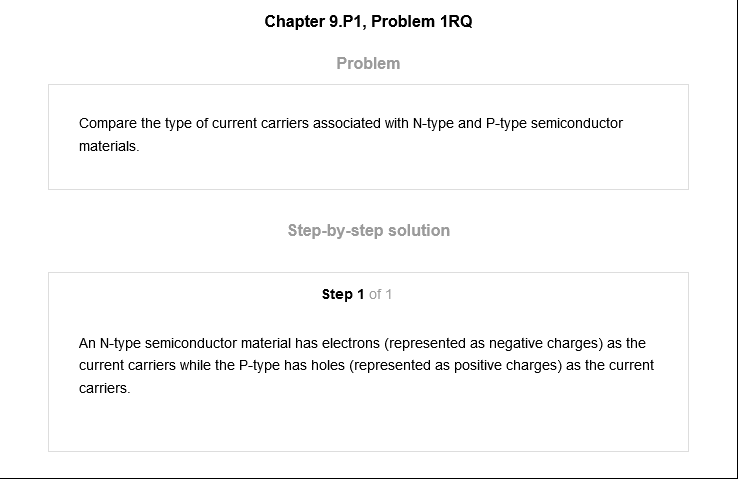 Chapter 9.P1, Problem 1RQ
Problem
Compare the type of current carriers associated with N-type and P-type semiconductor
materials.
Step-by-step solution
Step 1 of 1
An N-type semiconductor material has electrons (represented as negative charges) as the
current carriers while the P-type has holes (represented as positive charges) as the current
carriers.